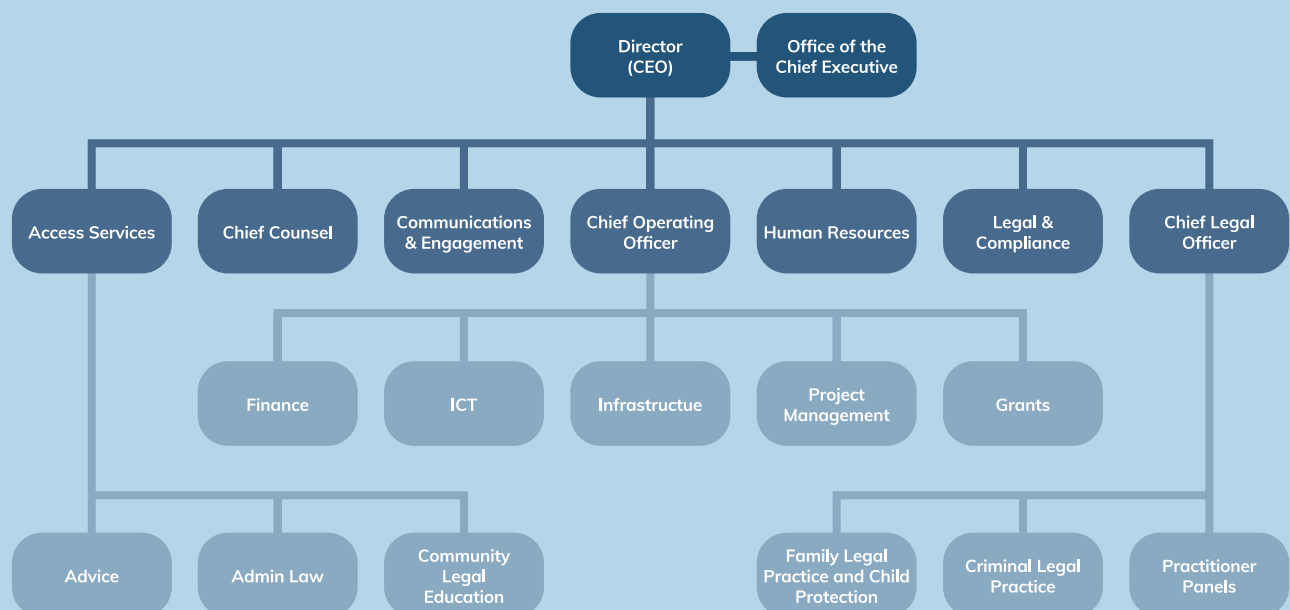 Director
(CEO)
Office of the
Chief Executive
Access Services
Chief Counsel
Communications
& Engagement
Chief Operating
Officer
Human Resources
Legal &
Compliance
Chief Legal
Officer
Finance
ICT
Infrastructue
Project
Management
Grants
Advice
Admin Law
Community
Legal
Education
Family Legal
Practice and Child
Protection
Criminal Legal
Practice
Practitioner
Panels